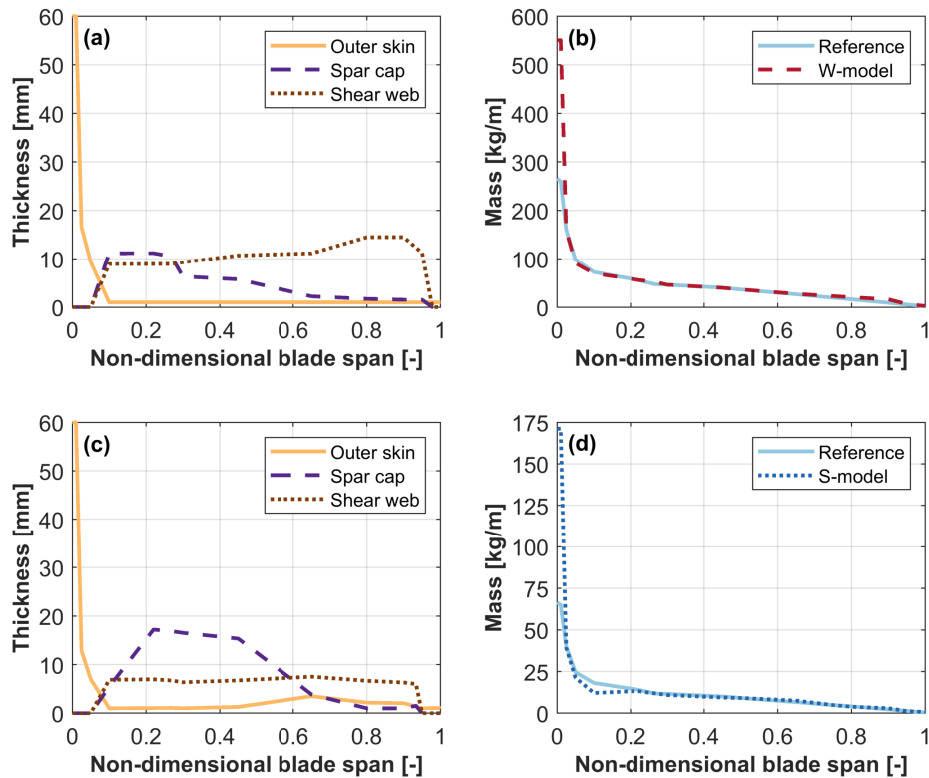 (a)
Outer skin
Spar cap
Shear web
Thickness [mm]
60
50
40
30
20
10
0
0 0.2 0.4 0.6 0.8 1
Non-dimensional blade span [-]
(b)
Reference
W-model
Mass [kg/m]
600
500
400
300
200
100
0
0 0.2 0.4 0.6 0.8 1
Non-dimensional blade span [-]
(c)
Outer skin
Spar cap
Shear web
Thickness [mm]
60
50
40
30
20
10
0
0 0.2 0.4 0.6 0.8 1
Non-dimensional blade span [-]
(d)
Reference
S-model
Mass [kg/m]
175
150
125
100
75
50
25
0
0 0.2 0.4 0.6 0.8 1
Non-dimensional blade span [-]